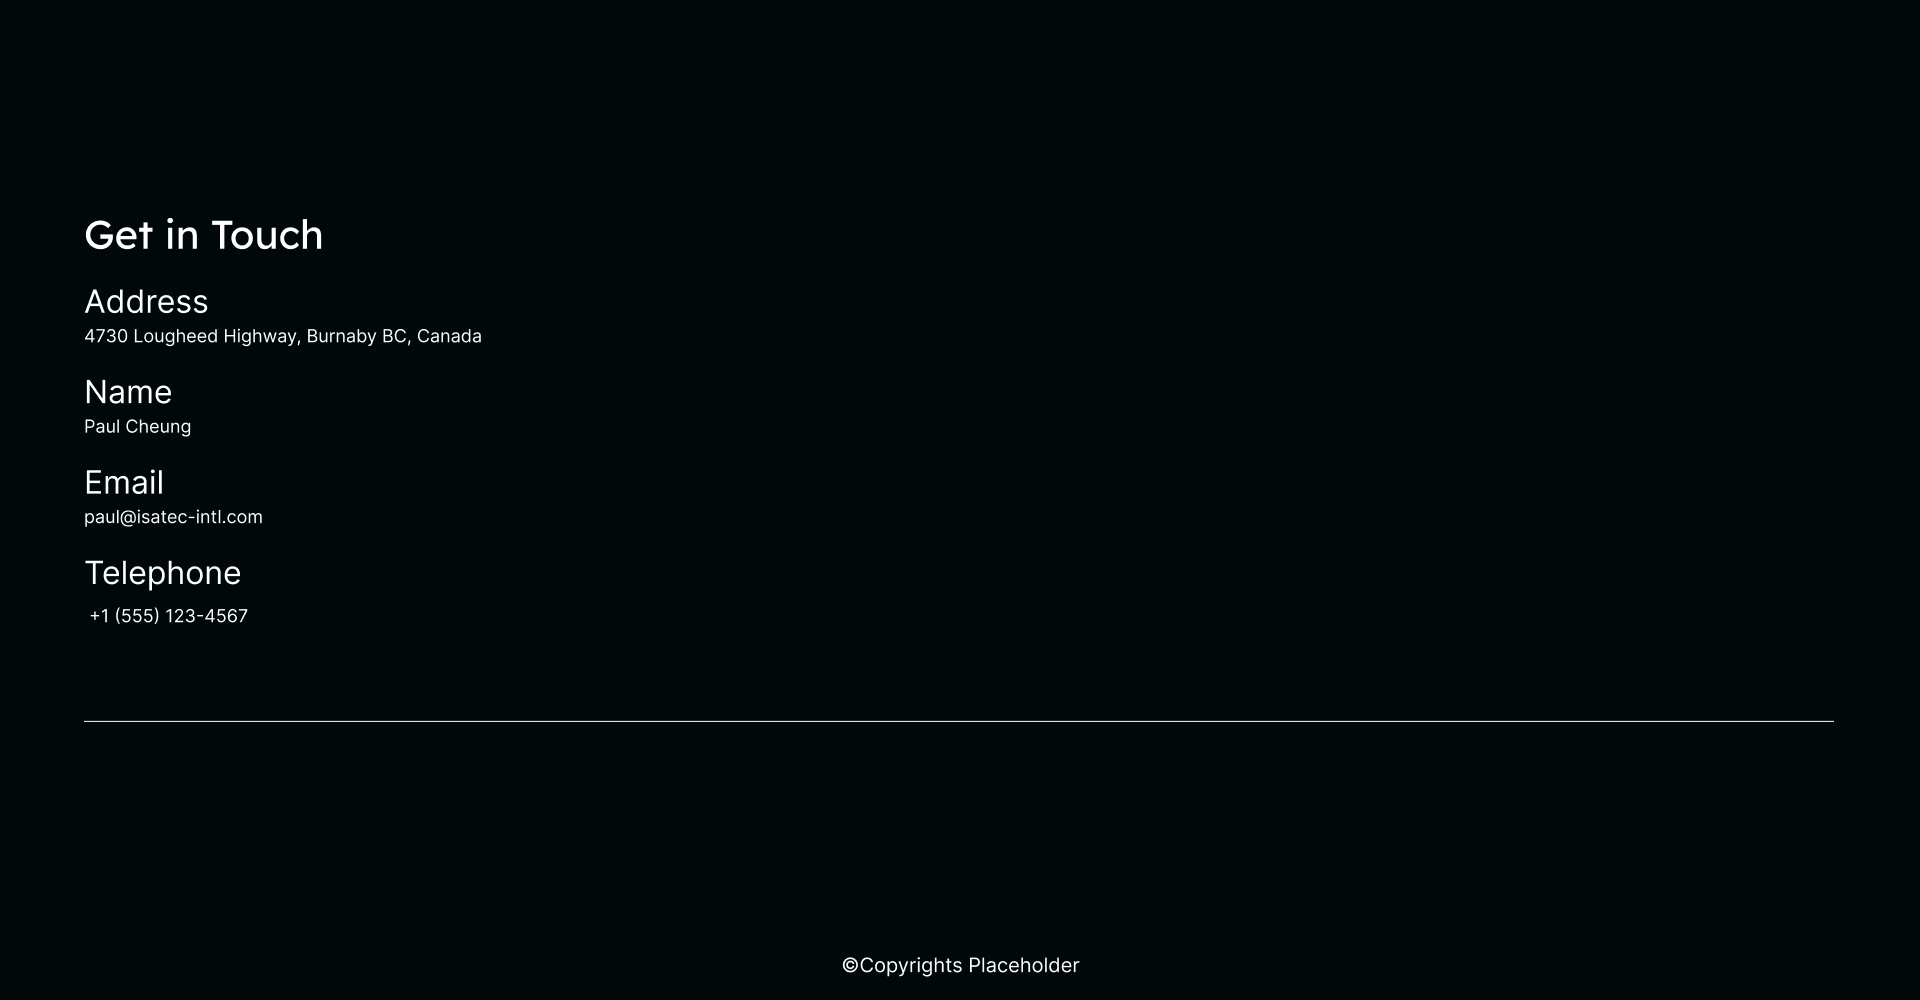 Get in Touch
Address
4730 Lougheed Highway, Burnaby BC, Canada
Name
Paul Cheung
Email
paul@isatec-intl.com
Telephone
+1 (555) 123-4567
©Copyrights Placeholder